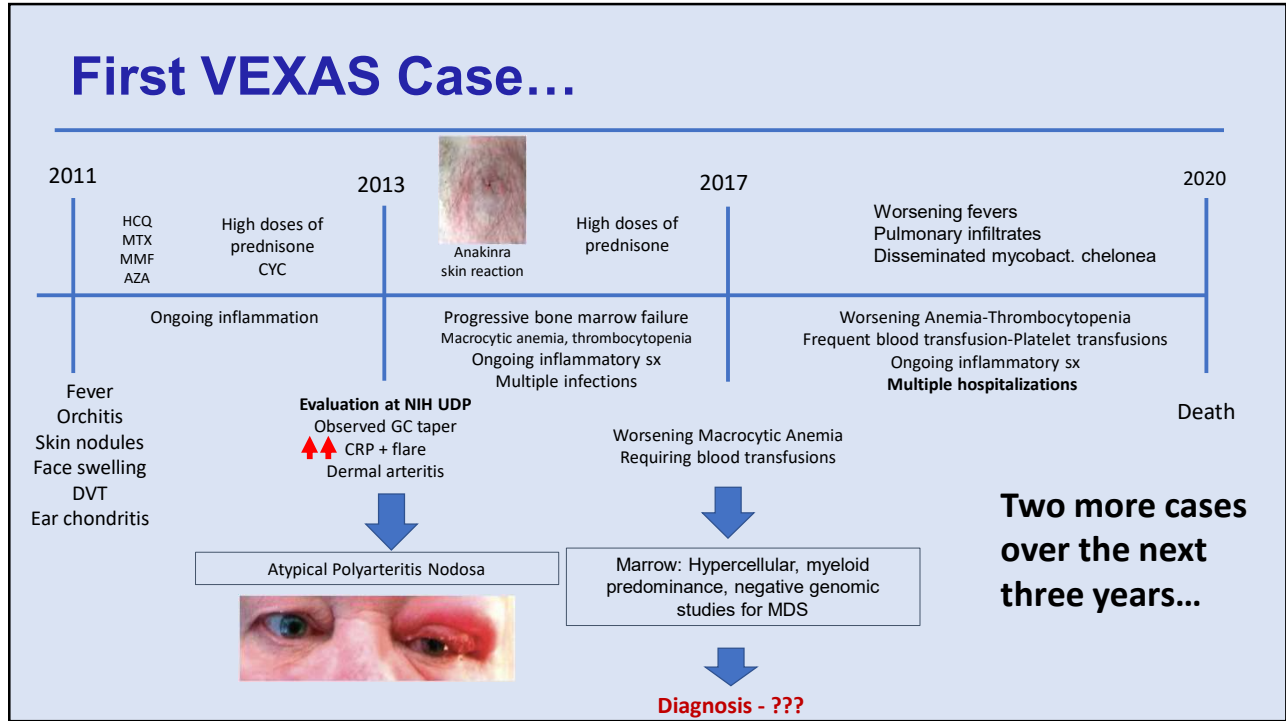 First VEXAS Case…
2011
2013
2017
2020
HCQ
MTX
MMF
AZA
High doses of
prednisone
CYC
Anakinra
skin reaction
High doses of
prednisone
Worsening fevers
Pulmonary infiltrates
Disseminated mycobact. chelonea
Ongoing inflammation
Progressive bone marrow failure
Macrocytic anemia, thrombocytopenia
Ongoing inflammatory sx
Multiple infections
Worsening Anemia-Thrombocytopenia
Frequent blood transfusion-Platelet transfusions
Ongoing inflammatory sx
Multiple hospitalizations
Fever
Orchitis
Skin nodules
Face swelling
DVT
Ear chondritis
Evaluation at NIH UDP
Observed GC taper
CRP + flare
Dermal arteritis
Worsening Macrocytic Anemia
Requiring blood transfusions
Death
Atypical Polyarteritis Nodosa
Marrow: Hypercellular, myeloid
predominance, negative genomic
studies for MDS
Two more cases
over the next
three years…
Diagnosis - ???